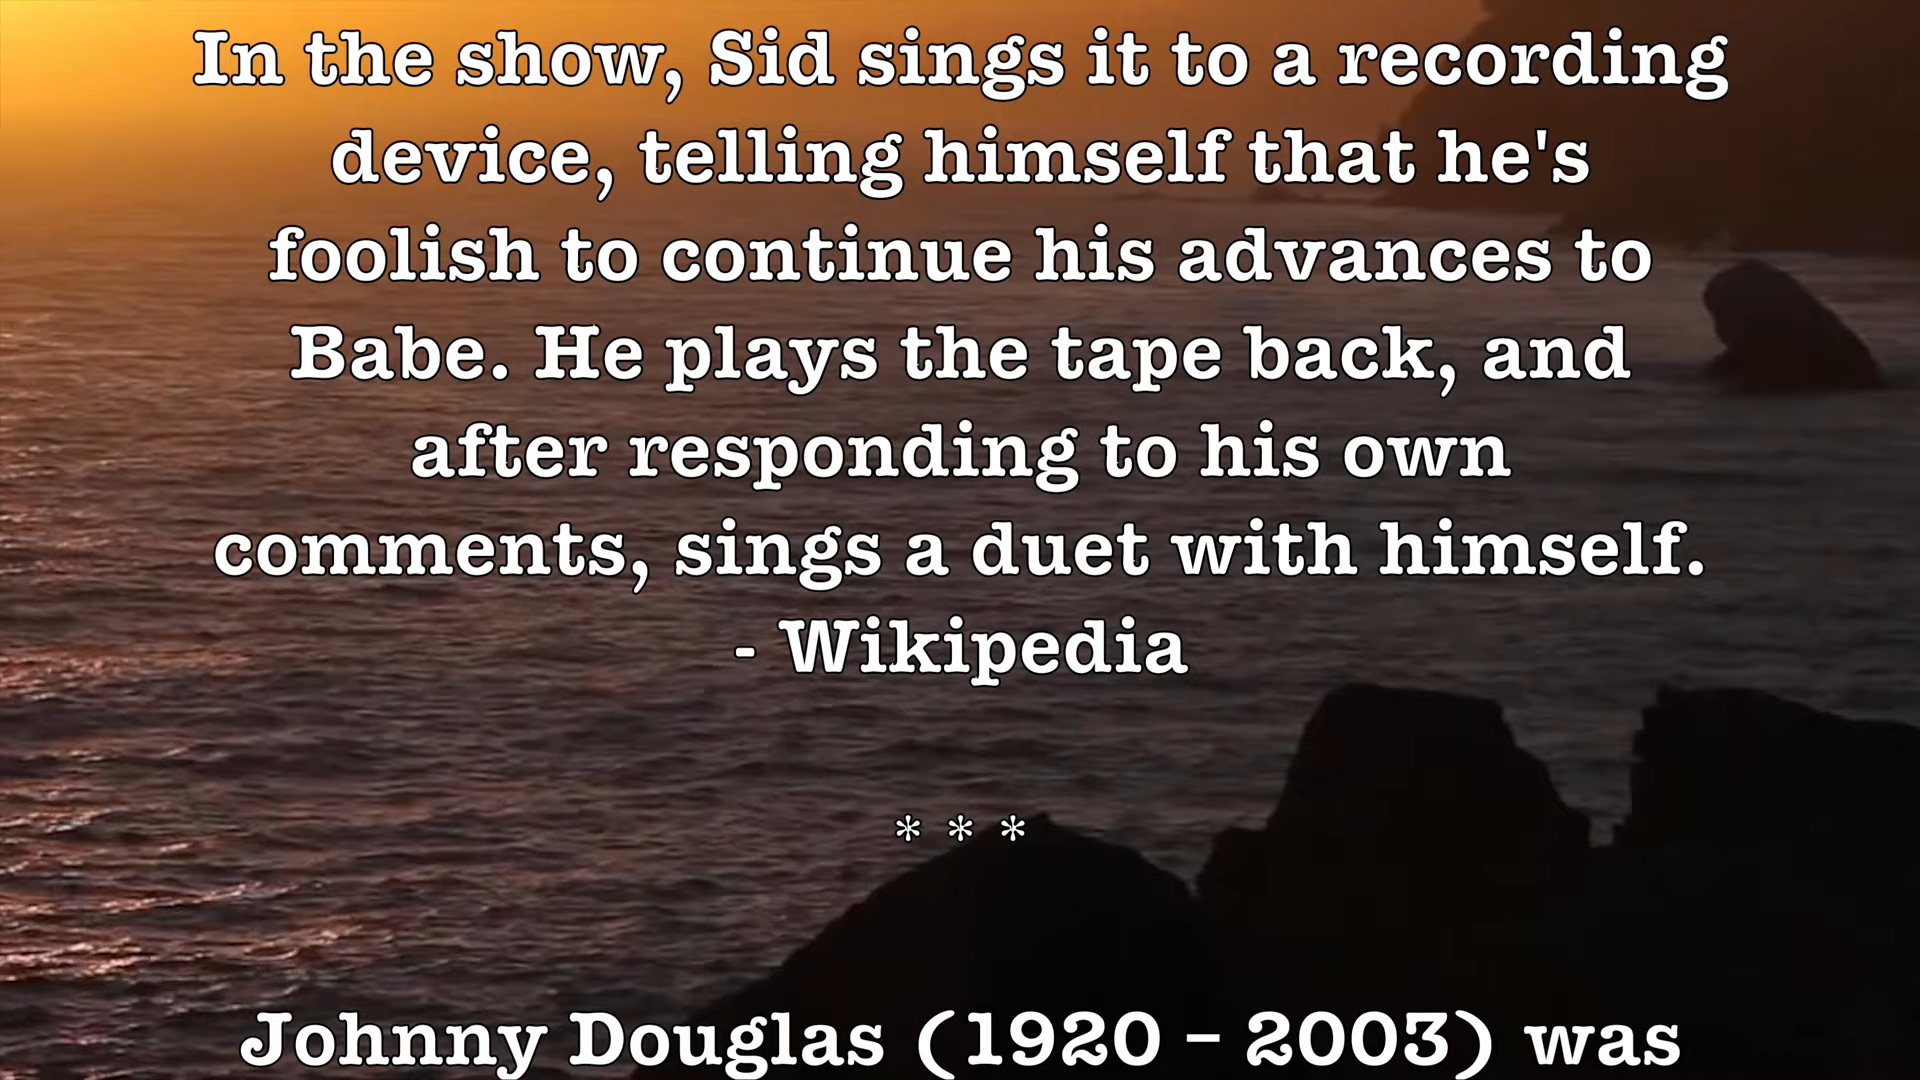 In the show, Sid sings it to a recording
device, telling himself that he's
foolish to continue his advances to
Babe. He plays the tape back, and
after responding to his own
comments, sings a duet with himself.
- Wikipedia
* * *
Johnny Douglas (1920 – 2003) was